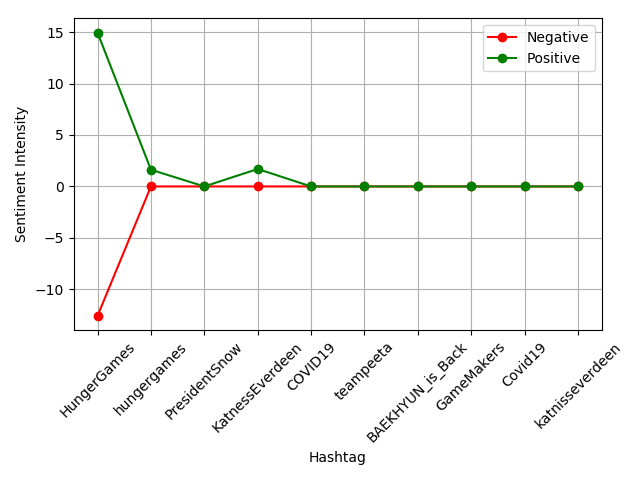 Negative
Positive
15
10
5
0
−5
−10
Sentiment Intensity
HungerGames
hungergames
PresidentSnow
KatnessEverdeen
COVID19
teampeeta
BAEKHYUN_is_Back
GameMakers
Covid19
katnisseverdeen
Hashtag